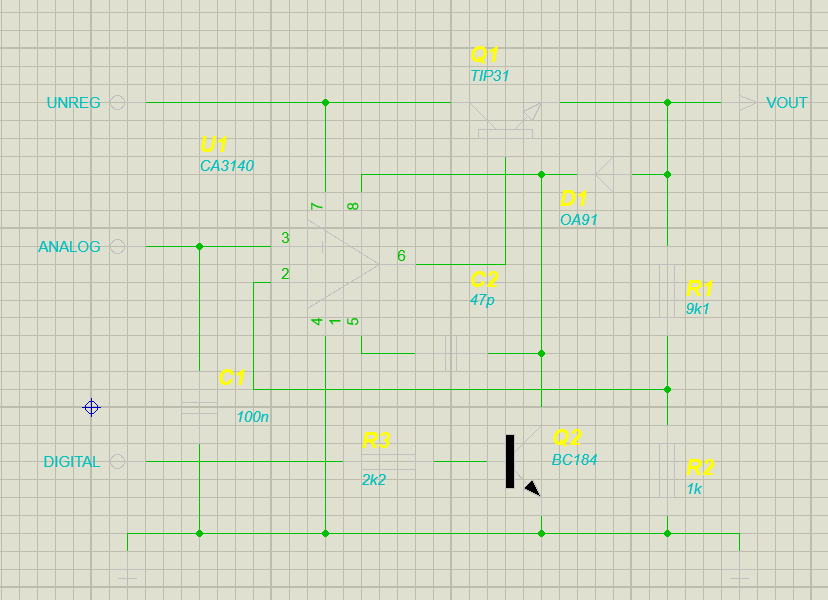 Q1
TIP31
UNREG
VOUT
U1
CA3140
D1
OA91
7
8
ANALOG
3
2
6
C2
47p
R1
9k1
4
1
5
C1
100n
DIGITAL
R3
2k2
Q2
BC184
R2
1k